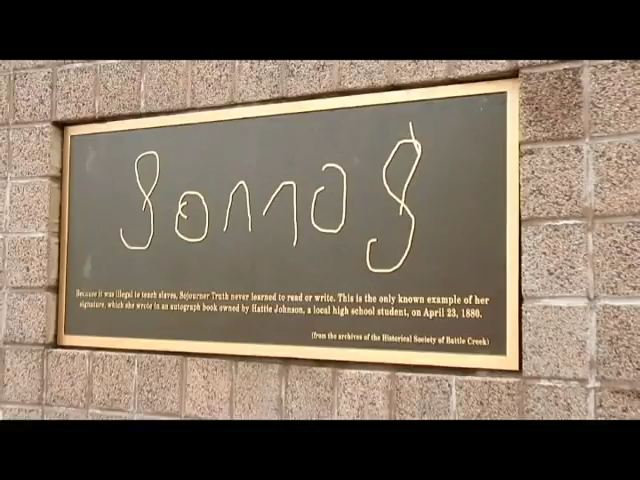 Because it was illegal to teach slaves, Sojourner Truth never learned to read or write. This is the only known example of her
signature, which she wrote in an autograph book owned by Hattie Johnson, a local high school student, on April 23, 1880.
(from the archives of the Historical Society of Battle Creek)